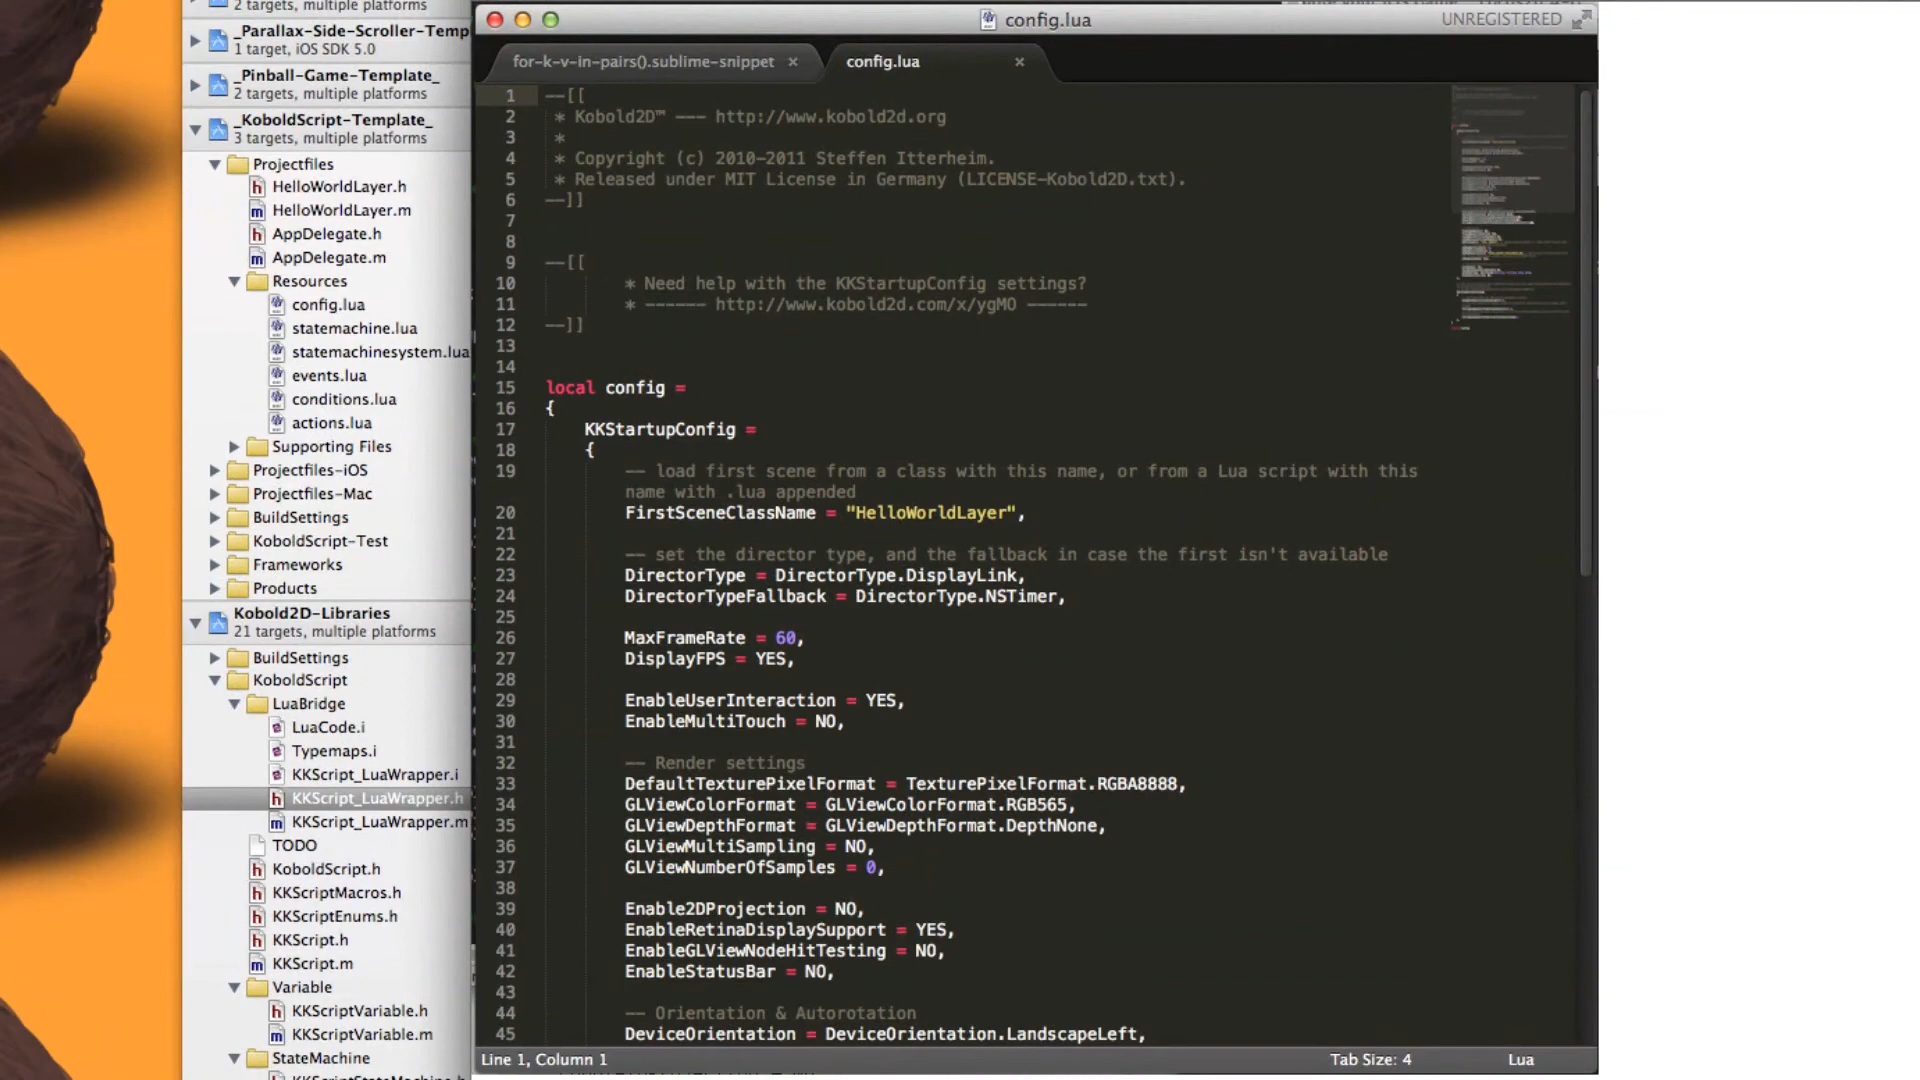 2 targets, multiple platforms
_Parallax-Side-Scroller-Temp
1 target, iOS SDK 5.0
_Pinball-Game-Template_
2 targets, multiple platforms
_KoboldScript-Template_
3 targets, multiple platforms
Projectfiles
HelloWorldLayer.h
HelloWorldLayer.m
AppDelegate.h
AppDelegate.m
Resources
config.lua
statemachine.lua
statemachinesystem.lua
events.lua
conditions.lua
actions.lua
Supporting Files
Projectfiles-iOS
Projectfiles-Mac
BuildSettings
KoboldScript-Test
Frameworks
Products
Kobold2D-Libraries
21 targets, multiple platforms
BuildSettings
KoboldScript
LuaBridge
LuaCode.i
Typemaps.i
KKScript_LuaWrapper.i
KKScript_LuaWrapper.h
KKScript_LuaWrapper.m
TODO
KoboldScript.h
KKScriptMacros.h
KKScriptEnums.h
KKScript.h
KKScript.m
Variable
KKScriptVariable.h
KKScriptVariable.m
StateMachine
config.lua
UNREGISTERED
for-k-v-in-pairs().sublime-snippet ×
config.lua ×
1 --[[
2 * Kobold2D™ --- http://www.kobold2d.org
3 *
4 * Copyright (c) 2010-2011 Steffen Itterheim.
5 * Released under MIT License in Germany (LICENSE-Kobold2D.txt).
6 --]]
7
8
9 --[[
10 * Need help with the KKStartupConfig settings?
11 * ------ http://www.kobold2d.com/x/ygMO ------
12 --]]
13
14
15 local config =
16 {
17 KKStartupConfig =
18 {
19 -- load first scene from a class with this name, or from a Lua script with this
name with .lua appended
20 FirstSceneClassName = "HelloWorldLayer",
21
22 -- set the director type, and the fallback in case the first isn't available
23 DirectorType = DirectorType.DisplayLink,
24 DirectorTypeFallback = DirectorType.NSTimer,
25
26 MaxFrameRate = 60,
27 DisplayFPS = YES,
28
29 EnableUserInteraction = YES,
30 EnableMultiTouch = NO,
31
32 -- Render settings
33 DefaultTexturePixelFormat = TexturePixelFormat.RGBA8888,
34 GLViewColorFormat = GLViewColorFormat.RGB565,
35 GLViewDepthFormat = GLViewDepthFormat.DepthNone,
36 GLViewMultiSampling = NO,
37 GLViewNumberOfSamples = 0,
38
39 Enable2DProjection = NO,
40 EnableRetinaDisplaySupport = YES,
41 EnableGLViewNodeHitTesting = NO,
42 EnableStatusBar = NO,
43
44 -- Orientation & Autorotation
45 DeviceOrientation = DeviceOrientation.LandscapeLeft,
Line 1, Column 1
Tab Size: 4
Lua